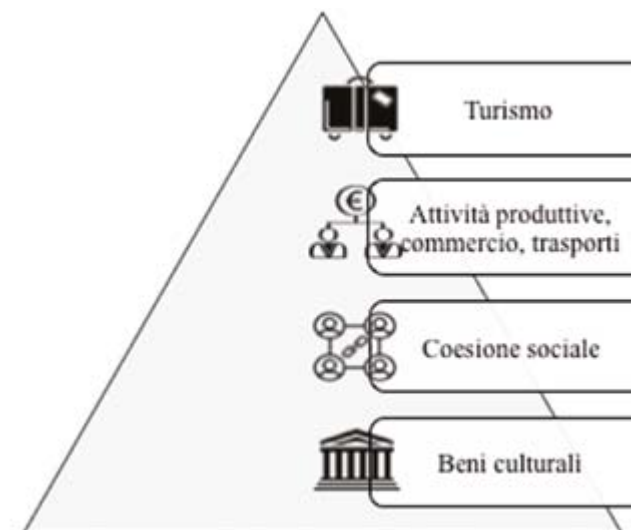 Turismo
€
Attività produttive,
commercio, trasporti
Coesione sociale
Beni culturali